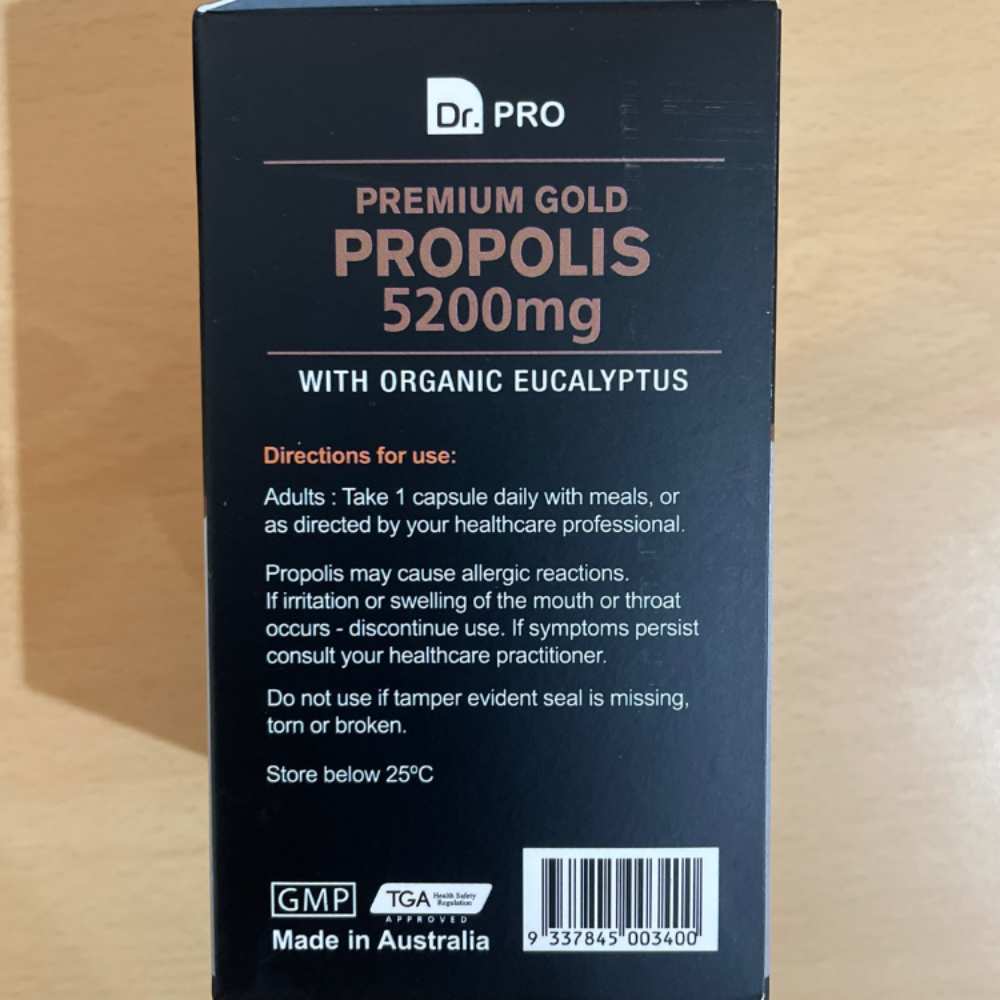 Dr. PRO
PREMIUM GOLD
PROPOLIS
5200mg
WITH ORGANIC EUCALYPTUS
Directions for use:
Adults : Take 1 capsule daily with meals, or
as directed by your healthcare professional.
Propolis may cause allergic reactions.
If irritation or swelling of the mouth or throat
occurs - discontinue use. If symptoms persist
consult your healthcare practitioner.
Do not use if tamper evident seal is missing,
torn or broken.
Store below 25ºC
GMP
TGA Health Safety
Regulation
APPROVED
Made in Australia
9 337845 003400